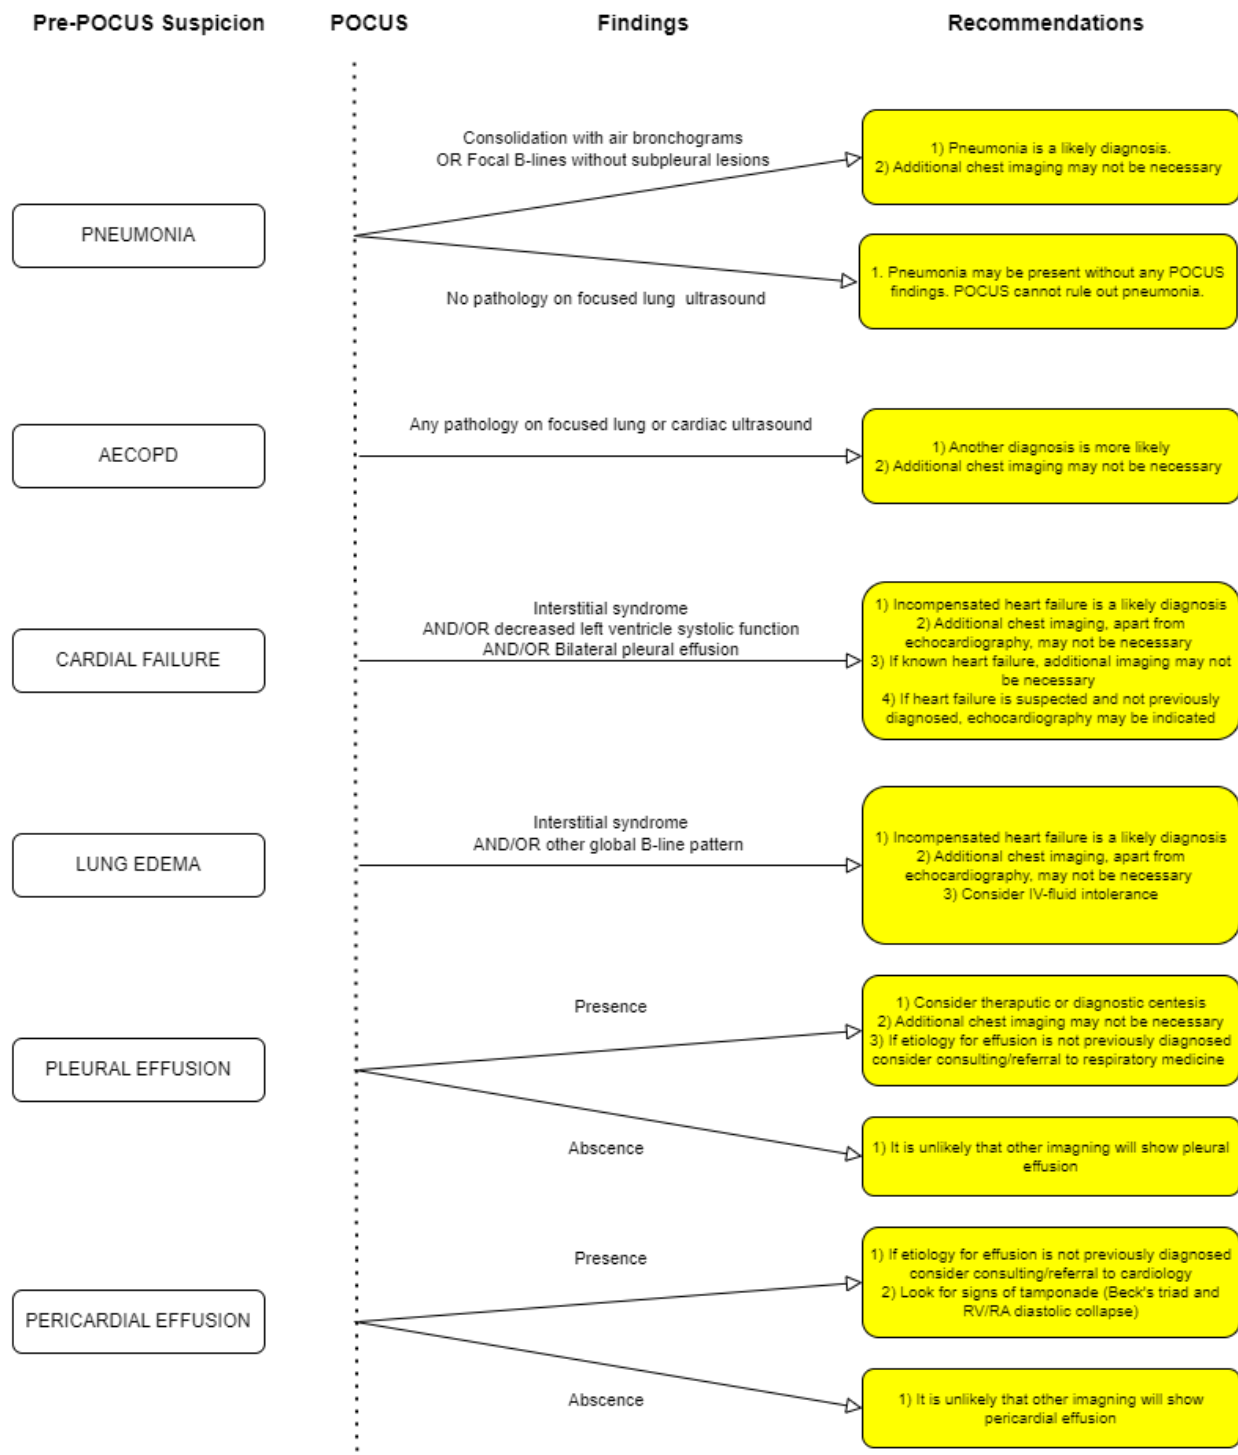 Pre-POCUS Suspicion
POCUS
Findings
Recommendations
PNEUMONIA
Consolidation with air bronchograms
OR Focal B-lines without subpleural lesions
1) Pneumonia is a likely diagnosis.
2) Additional chest imaging may not be necessary
No pathology on focused lung ultrasound
1. Pneumonia may be present without any POCUS
findings. POCUS cannot rule out pneumonia.
AECOPD
Any pathology on focused lung or cardiac ultrasound
1) Another diagnosis is more likely
2) Additional chest imaging may not be necessary
CARDIAL FAILURE
Interstitial syndrome
AND/OR decreased left ventricle systolic function
AND/OR Bilateral pleural effusion
1) Incompensated heart failure is a likely diagnosis
2) Additional chest imaging, apart from
echocardiography, may not be necessary
3) If known heart failure, additional imaging may not
be necessary
4) If heart failure is suspected and not previously
diagnosed, echocardiography may be indicated
LUNG EDEMA
Interstitial syndrome
AND/OR other global B-line pattern
1) Incompensated heart failure is a likely diagnosis
2) Additional chest imaging, apart from
echocardiography, may not be necessary
3) Consider IV-fluid intolerance
PLEURAL EFFUSION
Presence
1) Consider theraputic or diagnostic centesis
2) Additional chest imaging may not be necessary
3) If etiology for effusion is not previously diagnosed
consider consulting/referral to respiratory medicine
Abscence
1) It is unlikely that other imagning will show pleural
effusion
PERICARDIAL EFFUSION
Presence
1) If etiology for effusion is not previously diagnosed
consider consulting/referral to cardiology
2) Look for signs of tamponade (Beck's triad and
RV/RA diastolic collapse)
Abscence
1) It is unlikely that other imagning will show
pericardial effusion